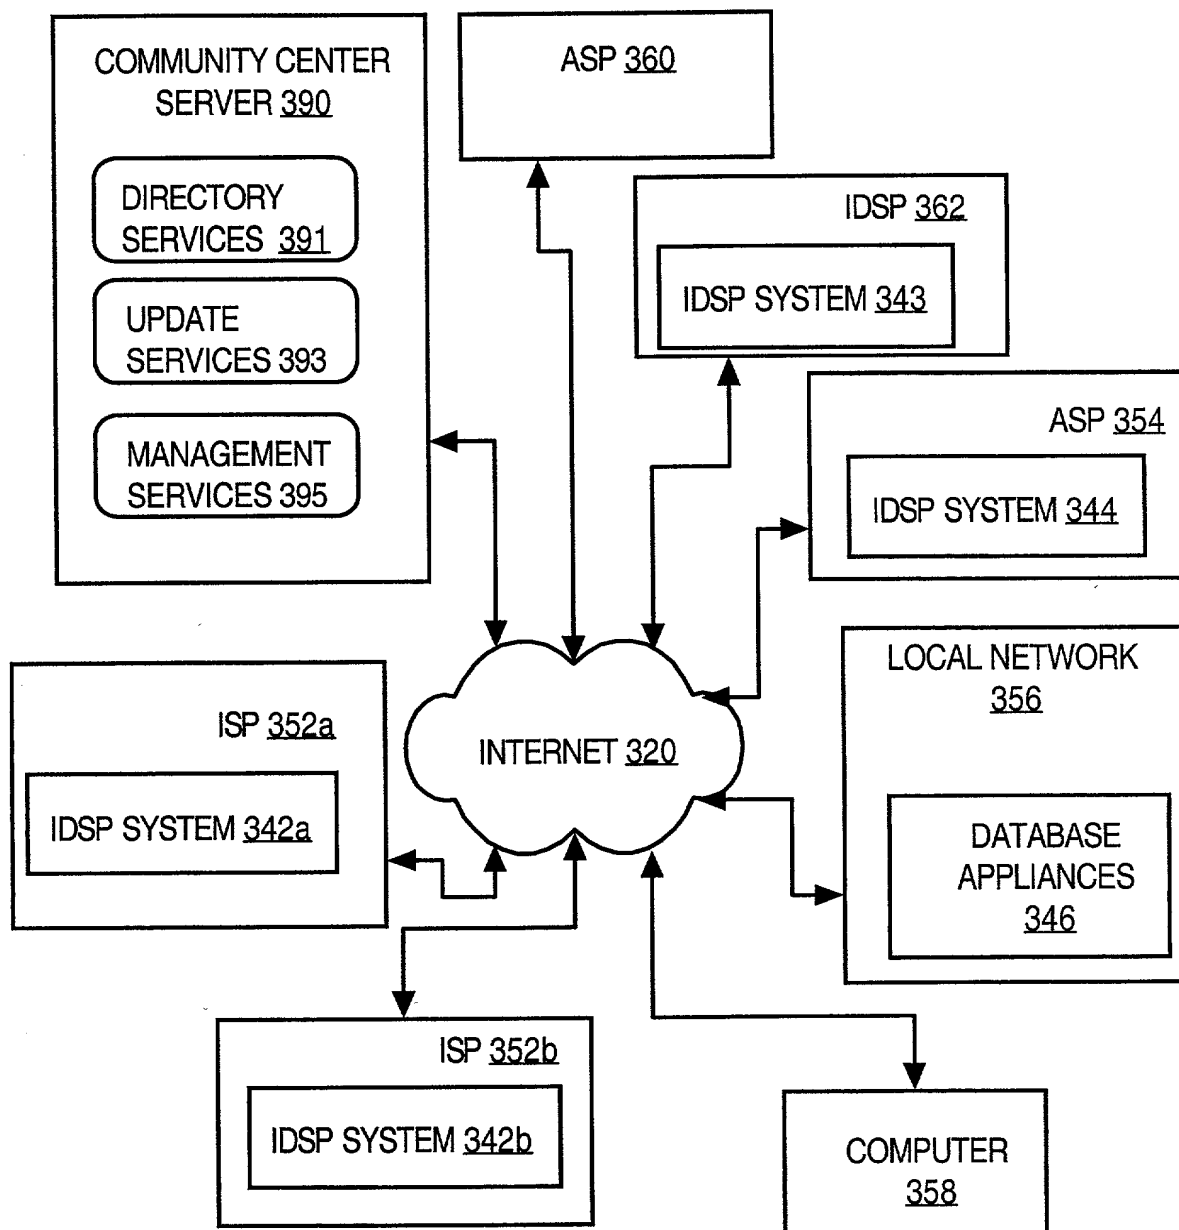 COMMUNITY CENTER
SERVER 390
DIRECTORY
SERVICES 391
UPDATE
SERVICES 393
MANAGEMENT
SERVICES 395
ASP 360
IDSP 362
IDSP SYSTEM 343
ASP 354
IDSP SYSTEM 344
LOCAL NETWORK
356
DATABASE
APPLIANCES
346
ISP 352a
IDSP SYSTEM 342a
INTERNET 320
ISP 352b
IDSP SYSTEM 342b
COMPUTER
358